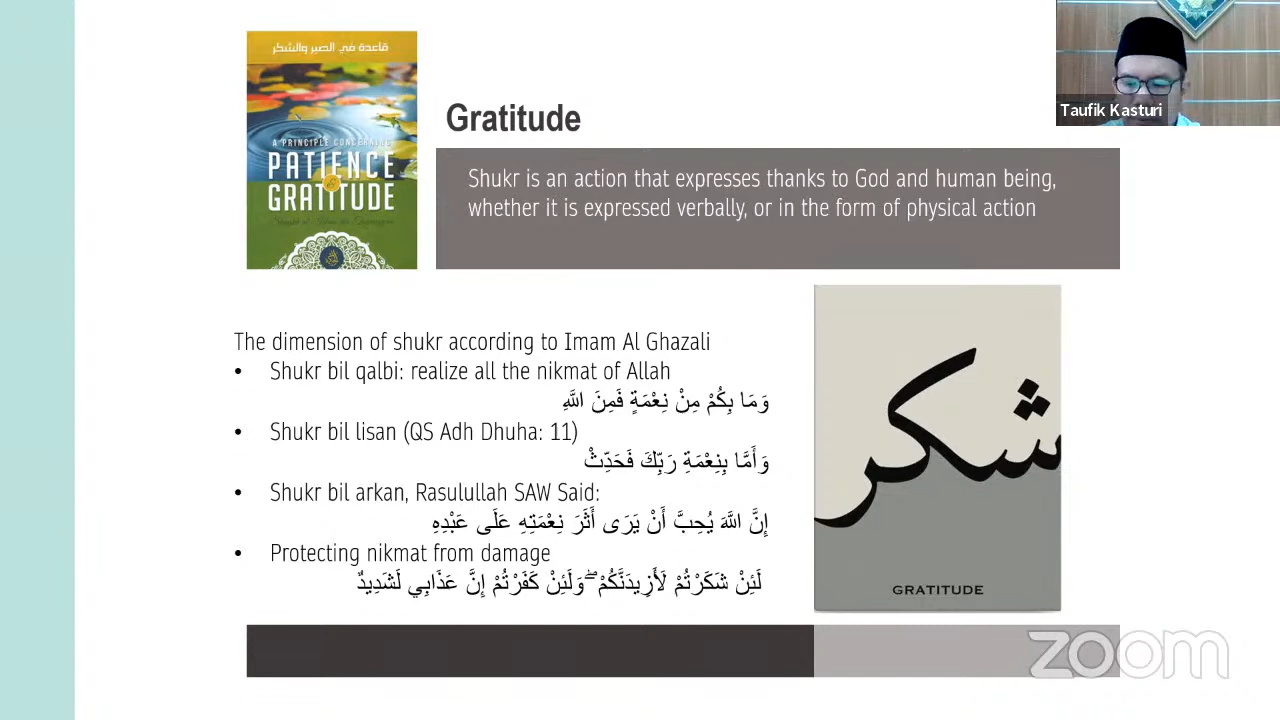 قاعدة في الصبر والشكر
A PRINCIPLE CONCERNING
PATIENCE
&
GRATITUDE
Gratitude
Shukr is an action that expresses thanks to God and human being,
whether it is expressed verbally, or in the form of physical action
Taufik Kasturi
The dimension of shukr according to Imam Al Ghazali
• Shukr bil qalbi: realize all the nikmat of Allah
وَمَا بِكُمْ مِنْ نِعْمَةٍ فَمِنَ اللَّهِ
• Shukr bil lisan (QS Adh Dhuha: 11)
وَأَمَّا بِنِعْمَةِ رَبِّكَ فَحَدِّثْ
• Shukr bil arkan, Rasulullah SAW Said:
إِنَّ اللَّهَ يُحِبَّ أَنْ يَرَى أَثَرَ نِعْمَتِهِ عَلَى عَبْدِهِ
• Protecting nikmat from damage
لَئِنْ شَكَرْتُمْ لَأَزِيدَنَّكُمْ ۖ وَلَئِنْ كَفَرْتُمْ إِنَّ عَذَابِي لَشَدِيدٌ
شكر
GRATITUDE
zoom